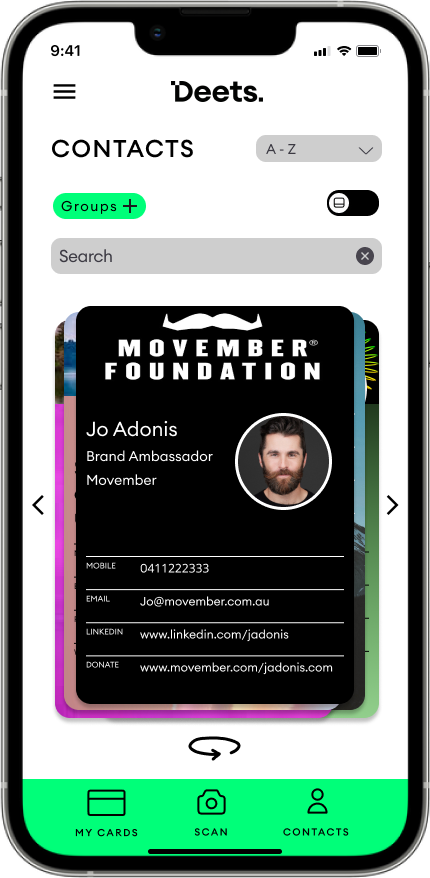 9:41
Deets.
CONTACTS
A - Z
Groups +
Search
MOVEMBER®
FOUNDATION
Jo Adonis
Brand Ambassador
Movember
MOBILE 0411222333
EMAIL Jo@movember.com.au
LINKEDIN www.linkedin.com/jadonis
DONATE www.movember.com/jadonis.com
MY CARDS SCAN CONTACTS